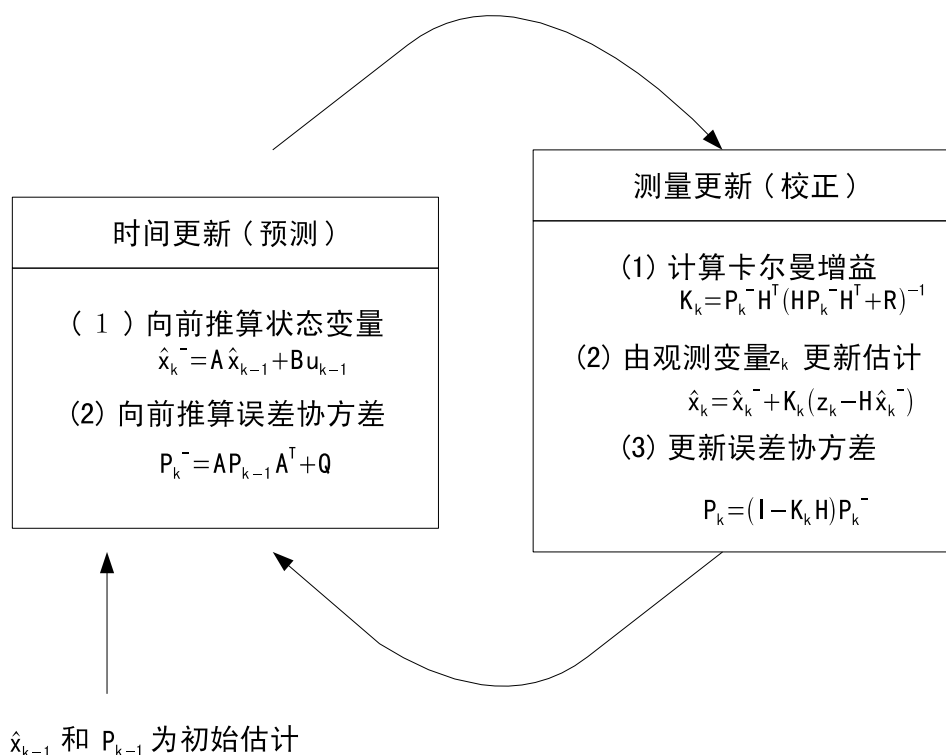 时间更新(预测)
(1)向前推算状态变量
x̂ₖ⁻=Ax̂ₖ₋₁+Buₖ₋₁
(2)向前推算误差协方差
Pₖ⁻=APₖ₋₁Aᵀ+Q
测量更新(校正)
(1)计算卡尔曼增益
Kₖ=Pₖ⁻Hᵀ(HPₖ⁻Hᵀ+R)⁻¹
(2)由观测变量zₖ 更新估计
x̂ₖ=x̂ₖ⁻+Kₖ(zₖ−Hx̂ₖ⁻)
(3)更新误差协方差
Pₖ=(I−KₖH)Pₖ⁻
x̂ₖ₋₁ 和 Pₖ₋₁ 为初始估计